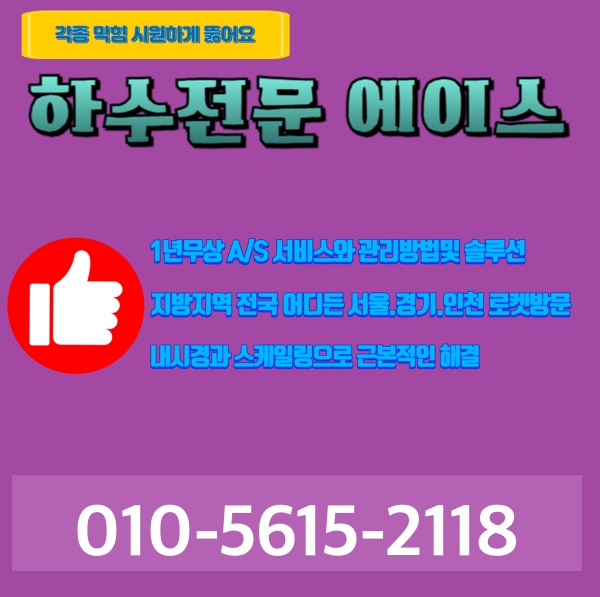 각종 막힘 시원하게 뚫어요
하수전문 에이스
1년무상 A/S 서비스와 관리방법및 솔루션
지방지역 전국 어디든 서울.경기.인천 로켓방문
내시경과 스케일링으로 근본적인 해결
010-5615-2118